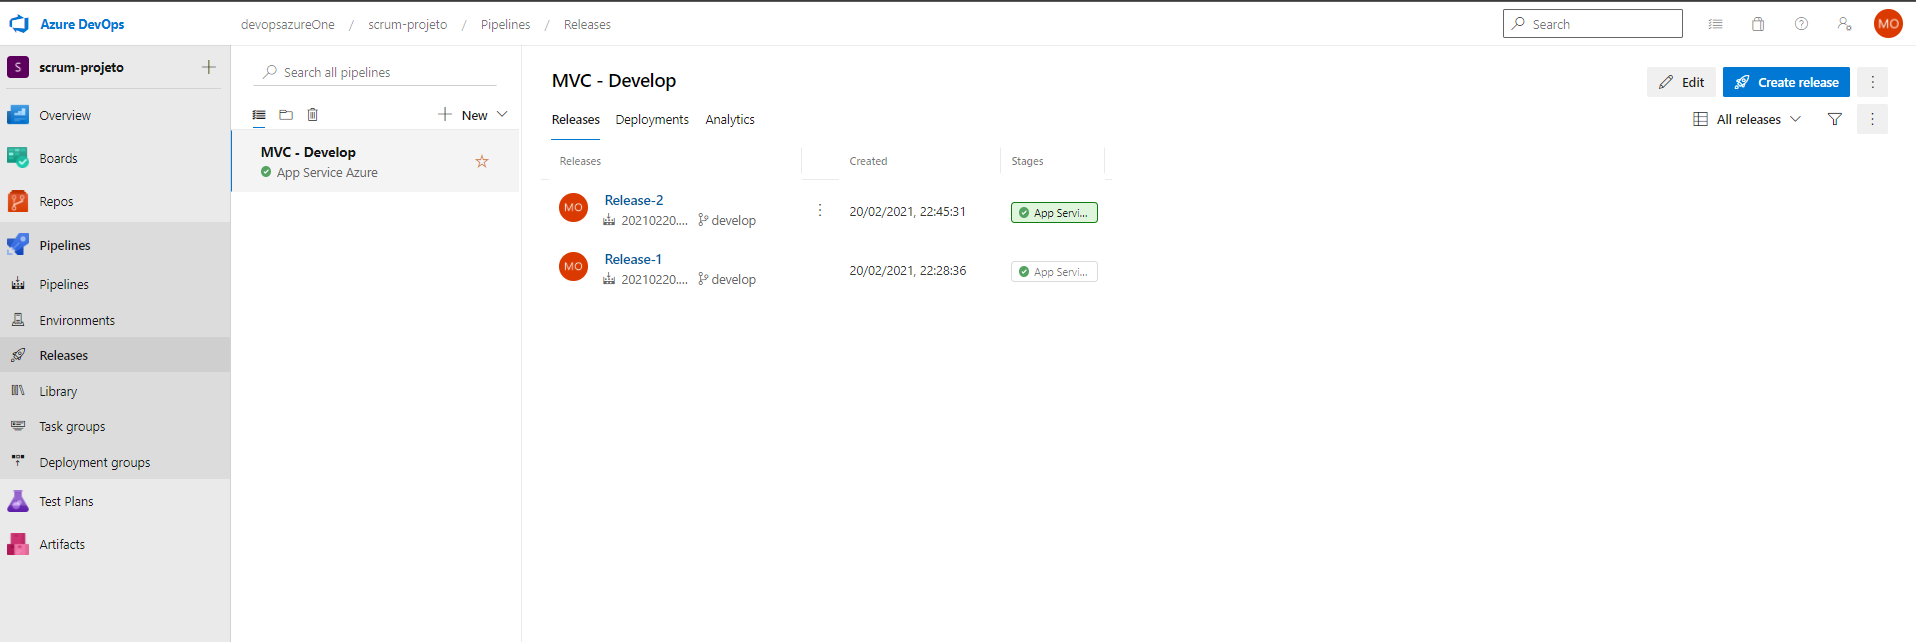 Azure DevOps
devopsazureOne / scrum-projeto / Pipelines / Releases
Search
MO
S scrum-projeto
Overview
Boards
Repos
Pipelines
Pipelines
Environments
Releases
Library
Task groups
Deployment groups
Test Plans
Artifacts
Search all pipelines
New
MVC - Develop
App Service Azure
MVC - Develop
Edit
Create release
Releases Deployments Analytics
All releases
Releases Created Stages
MO Release-2 20/02/2021, 22:45:31 App Servi...
20210220.... develop
MO Release-1 20/02/2021, 22:28:36 App Servi...
20210220.... develop